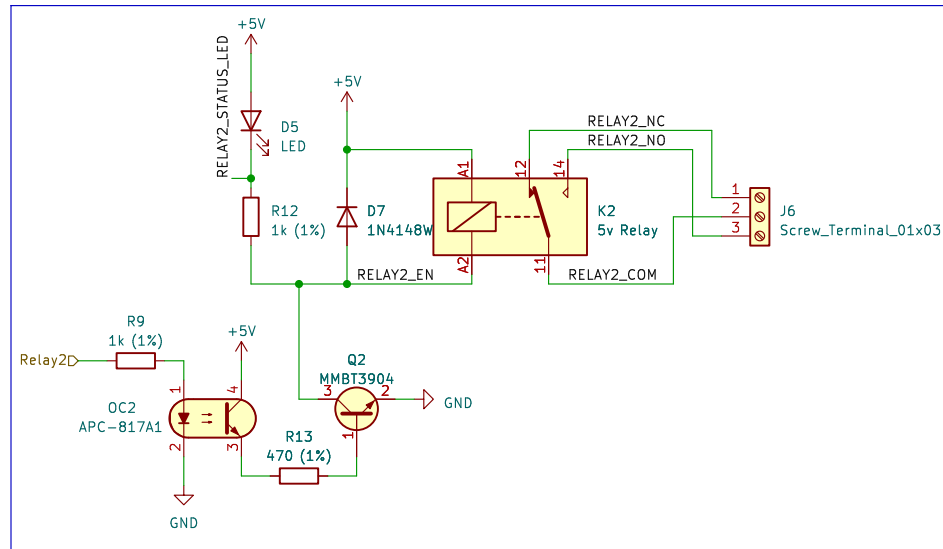 +5V
RELAY2_STATUS_LED
D5
LED
+5V
RELAY2_NC
RELAY2_NO
A1
12
14
R12
1k (1%)
D7
1N4148W
K2
5v Relay
1
2
3
J6
Screw_Terminal_01x03
A2
11
RELAY2_EN
RELAY2_COM
R9
1k (1%)
+5V
Relay2
Q2
MMBT3904
3
2
GND
1
4
OC2
APC-817A1
1
2
3
R13
470 (1%)
GND